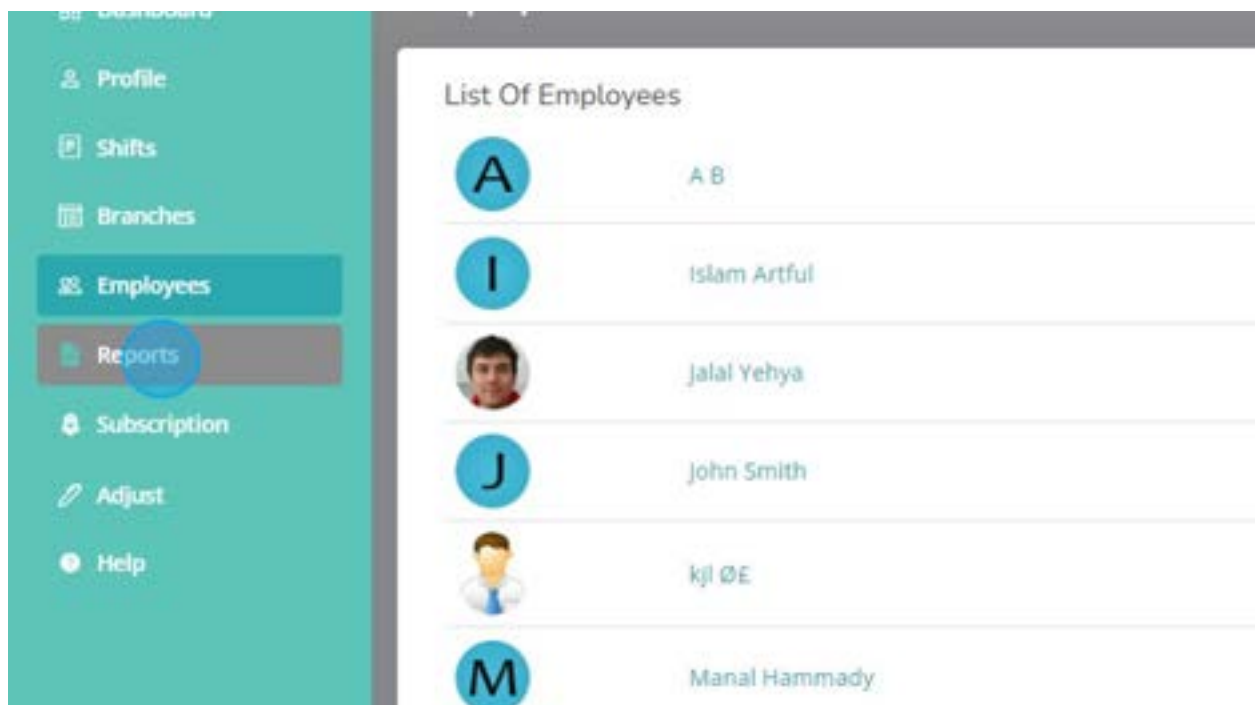 Dashboard
Profile
Shifts
Branches
Employees
Reports
Subscription
Adjust
Help
List Of Employees
A
A B
I
Islam Artful
Jalal Yehya
J
John Smith
kjl Ø£
M
Manal Hammady